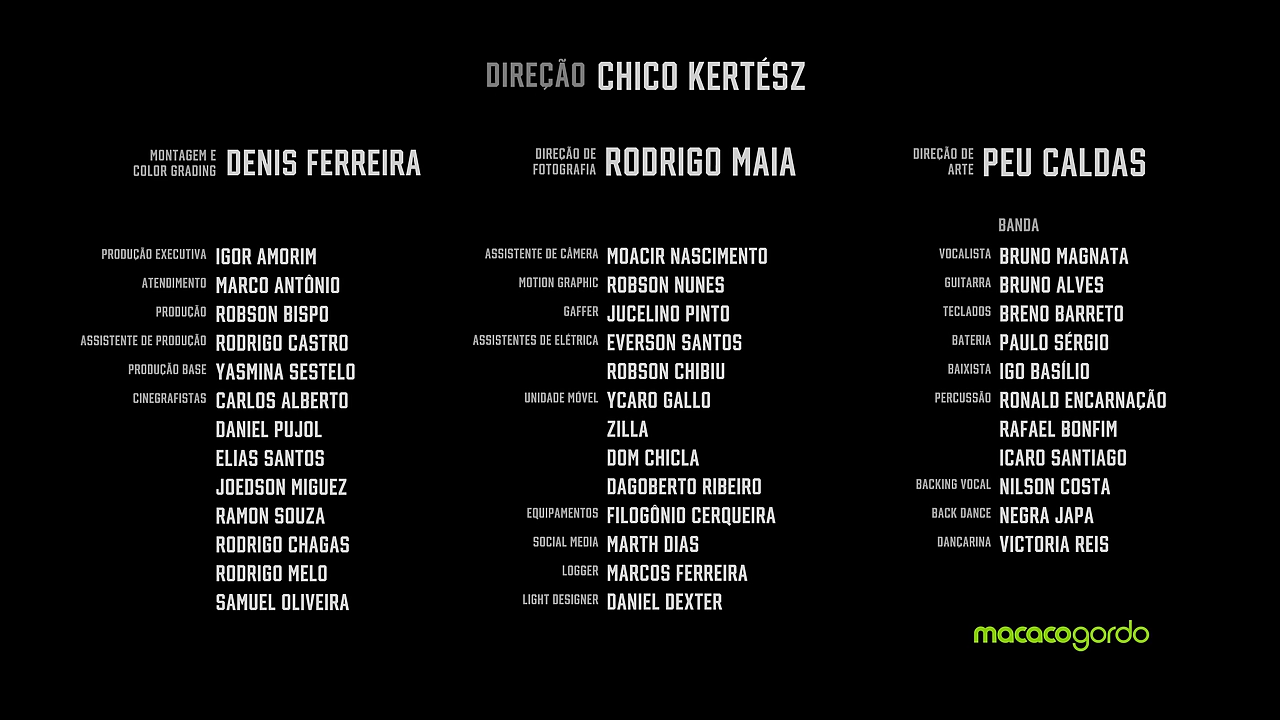 DIREÇÃO CHICO KERTÉSZ
MONTAGEM E
COLOR GRADING DENIS FERREIRA
DIREÇÃO DE
FOTOGRAFIA RODRIGO MAIA
DIREÇÃO DE
ARTE PEU CALDAS
PRODUÇÃO EXECUTIVA IGOR AMORIM
ATENDIMENTO MARCO ANTÔNIO
PRODUÇÃO ROBSON BISPO
ASSISTENTE DE PRODUÇÃO RODRIGO CASTRO
PRODUÇÃO BASE YASMINA SESTELO
CINEGRAFISTAS CARLOS ALBERTO
DANIEL PUJOL
ELIAS SANTOS
JOEDSON MIGUEZ
RAMON SOUZA
RODRIGO CHAGAS
RODRIGO MELO
SAMUEL OLIVEIRA
ASSISTENTE DE CÂMERA MOACIR NASCIMENTO
MOTION GRAPHIC ROBSON NUNES
GAFFER JUCELINO PINTO
ASSISTENTES DE ELÉTRICA EVERSON SANTOS
ROBSON CHIBIU
UNIDADE MÓVEL YCARO GALLO
ZILLA
DOM CHICLA
DAGOBERTO RIBEIRO
EQUIPAMENTOS FILOGÔNIO CERQUEIRA
SOCIAL MEDIA MARTH DIAS
LOGGER MARCOS FERREIRA
LIGHT DESIGNER DANIEL DEXTER
BANDA
VOCALISTA BRUNO MAGNATA
GUITARRA BRUNO ALVES
TECLADOS BRENO BARRETO
BATERIA PAULO SÉRGIO
BAIXISTA IGO BASÍLIO
PERCUSSÃO RONALD ENCARNAÇÃO
RAFAEL BONFIM
ICARO SANTIAGO
BACKING VOCAL NILSON COSTA
BACK DANCE NEGRA JAPA
DANÇARINA VICTORIA REIS
macacogordo